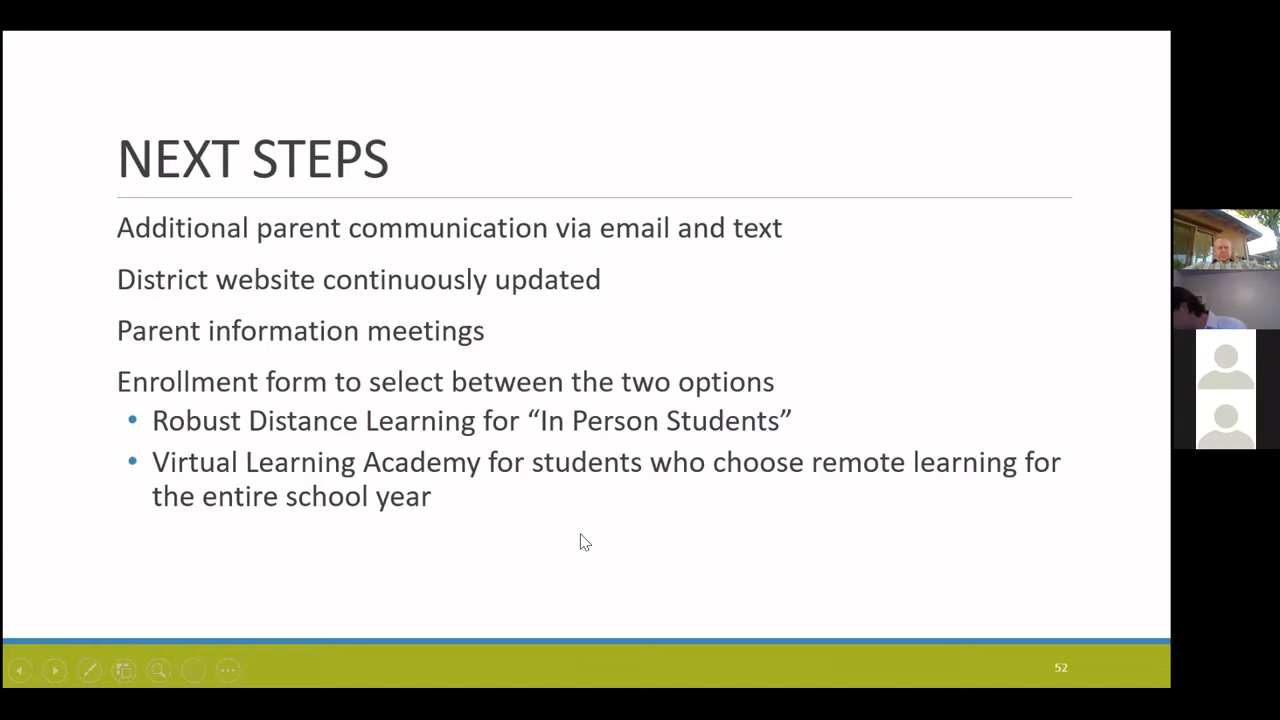 NEXT STEPS
Additional parent communication via email and text
District website continuously updated
Parent information meetings
Enrollment form to select between the two options
• Robust Distance Learning for “In Person Students”
• Virtual Learning Academy for students who choose remote learning for
the entire school year
52